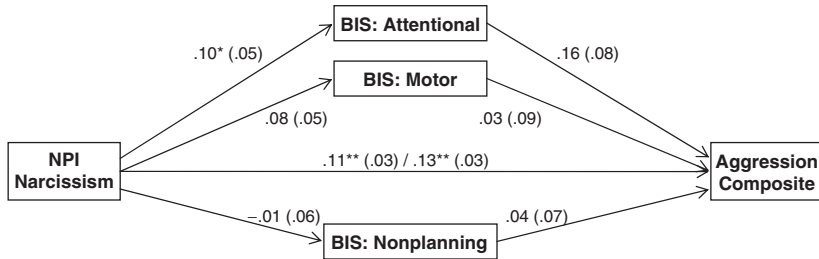 BIS: Attentional
.10* (.05)
.16 (.08)
BIS: Motor
.08 (.05)
.03 (.09)
NPI
Narcissism
.11** (.03) / .13** (.03)
Aggression
Composite
–.01 (.06)
.04 (.07)
BIS: Nonplanning